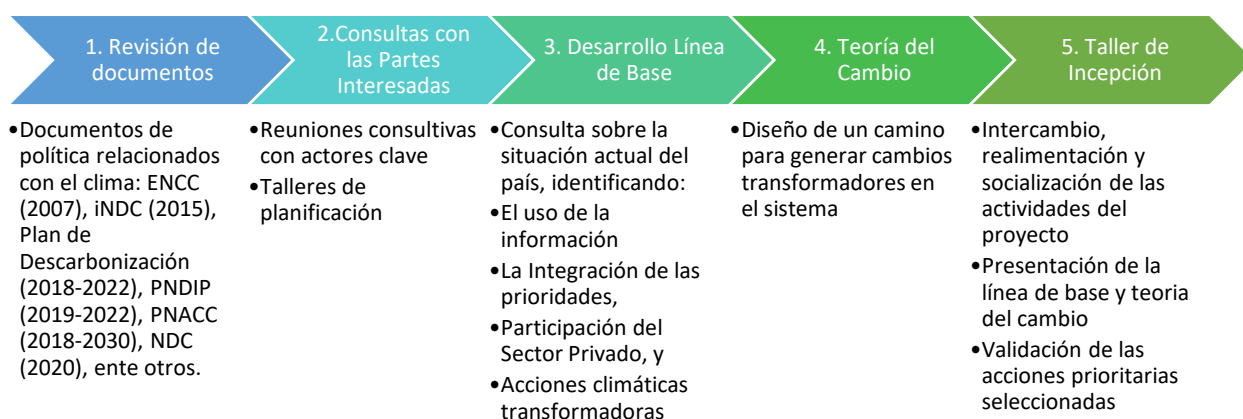 1. Revisión de
documentos
2.Consultas con
las Partes
Interesadas
3. Desarrollo Línea
de Base
4. Teoría del
Cambio
5. Taller de
Incepción
•Documentos de
política relacionados
con el clima: ENCC
(2007), iNDC (2015),
Plan de
Descarbonización
(2018-2022), PNDIP
(2019-2022), PNACC
(2018-2030), NDC
(2020), ente otros.
•Reuniones consultivas
con actores clave
•Talleres de
planificación
•Consulta sobre la
situación actual del
país, identificando:
•El uso de la
información
•La Integración de las
prioridades,
•Participación del
Sector Privado, y
•Acciones climáticas
transformadoras
•Diseño de un camino
para generar cambios
transformadores en
el sistema
•Intercambio,
realimentación y
socialización de las
actividades del
proyecto
•Presentación de la
línea de base y teoria
del cambio
•Validación de las
acciones prioritarias
seleccionadas